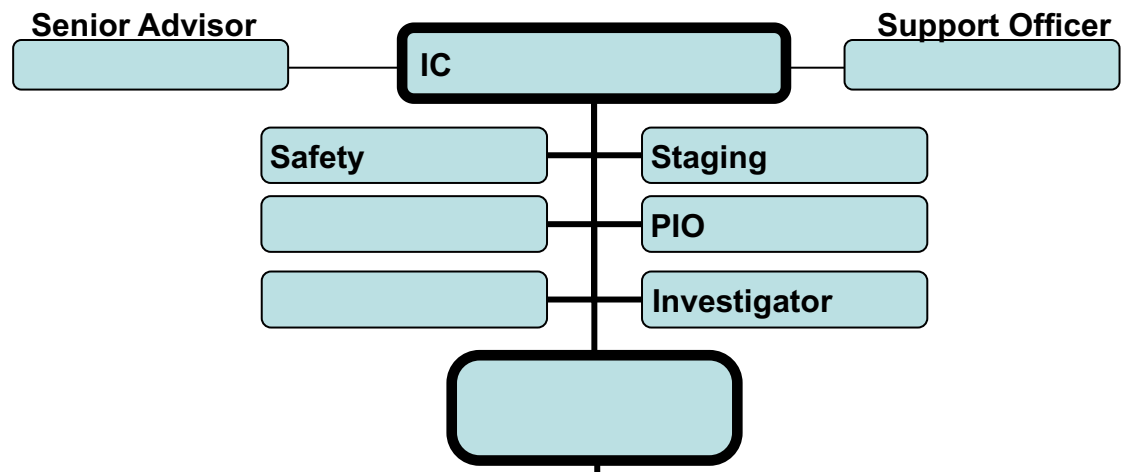 Senior Advisor
Support Officer
IC
Safety
Staging
PIO
Investigator